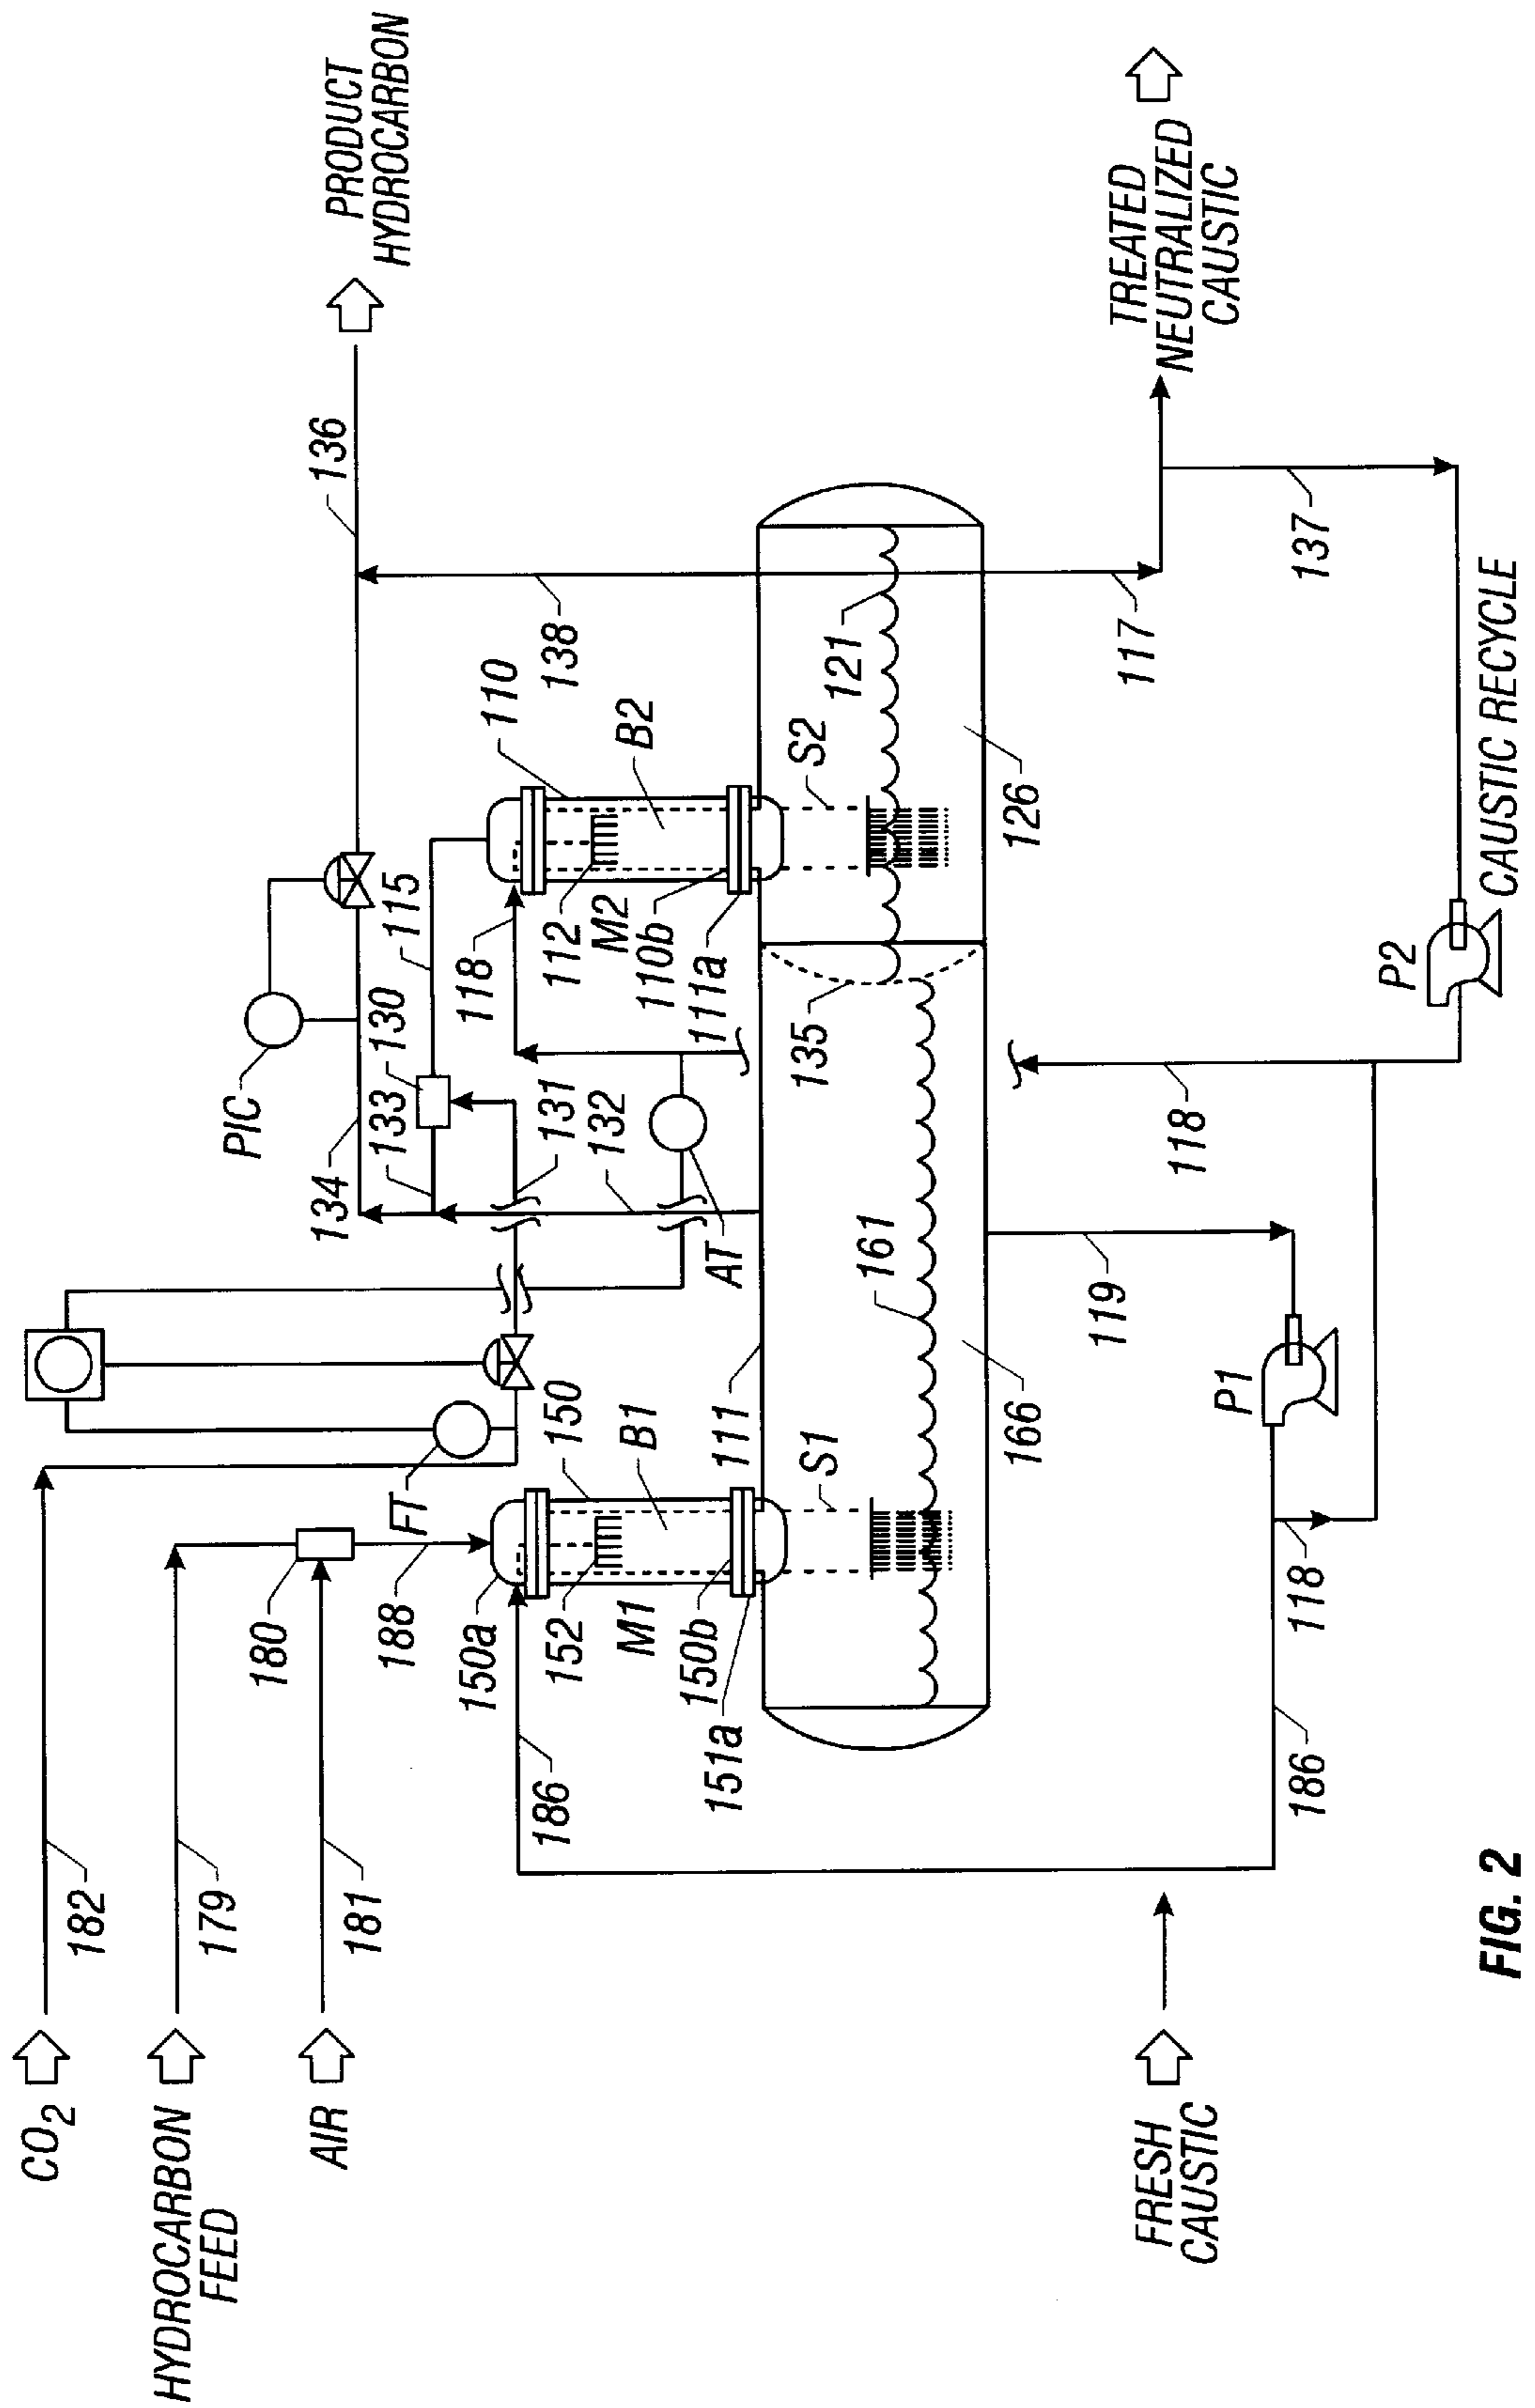 CO2
182
HYDROCARBON
FEED
179
AIR
181
180
188
FT
150a
150
152
M1
B1
150b
151a
186
111
S1
161
166
PIC
134
133
130
131
132
AT
115
118
112
M2
110b
111a
110
B2
S2
135
121
126
136
138
PRODUCT
HYDROCARBON
TREATED
NEUTRALIZED
CAUSTIC
117
137
FRESH
CAUSTIC
186
118
P1
119
118
P2
CAUSTIC RECYCLE
FIG. 2